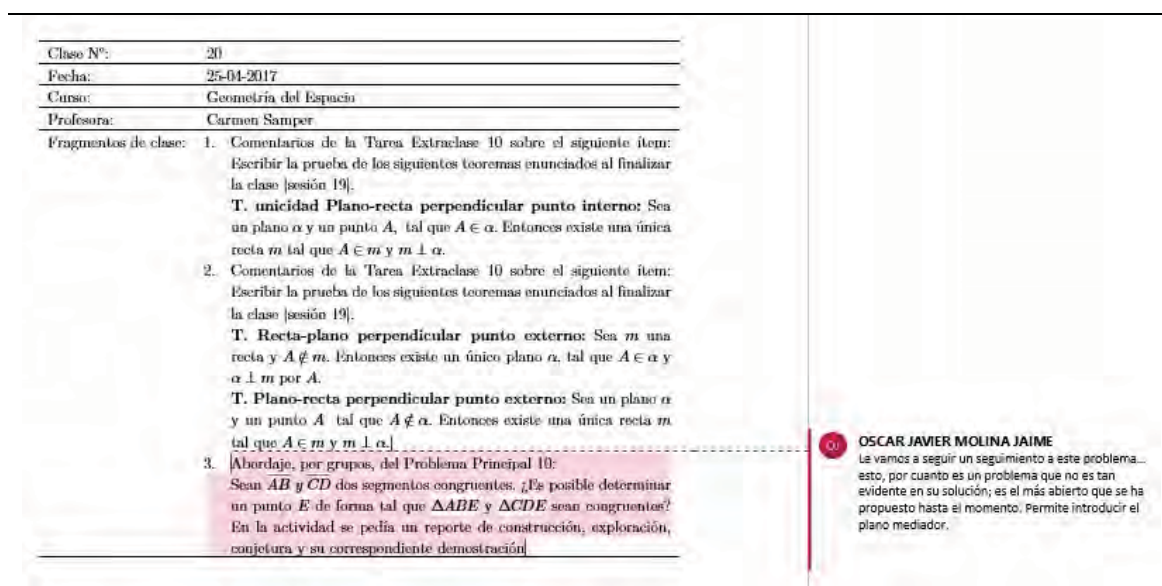 Clase Nº: 20
Fecha: 25-04-2017
Curso: Geometría del Espacio
Profesora: Carmen Samper
Fragmentos de clase: 1. Comentarios de la Tarea Extraclase 10 sobre el siguiente ítem:
Escribir la prueba de los siguientes teoremas enunciados al finalizar
la clase [sesión 19].
T. unicidad Plano-recta perpendicular punto interno: Sea
un plano α y un punto A, tal que A ∈ α. Entonces existe una única
recta m tal que A ∈ m y m ⊥ α.
2. Comentarios de la Tarea Extraclase 10 sobre el siguiente ítem:
Escribir la prueba de los siguientes teoremas enunciados al finalizar
la clase [sesión 19].
T. Recta-plano perpendicular punto externo: Sea m una
recta y A ∉ m. Entonces existe un único plano α, tal que A ∈ α y
α ⊥ m por A.
T. Plano-recta perpendicular punto externo: Sea un plano α
y un punto A tal que A ∉ α. Entonces existe una única recta m
tal que A ∈ m y m ⊥ α.
3. Abordaje, por grupos, del Problema Principal 10:
Sean A͞B y C͞D dos segmentos congruentes. ¿Es posible determinar
un punto E de forma tal que ΔABE y ΔCDE sean congruentes?
En la actividad se pedía un reporte de construcción, exploración,
conjetura y su correspondiente demostración
OJ OSCAR JAVIER MOLINA JAIME
Le vamos a seguir un seguimiento a este problema...
esto, por cuanto es un problema que no es tan
evidente en su solución; es el más abierto que se ha
propuesto hasta el momento. Permite introducir el
plano mediador.